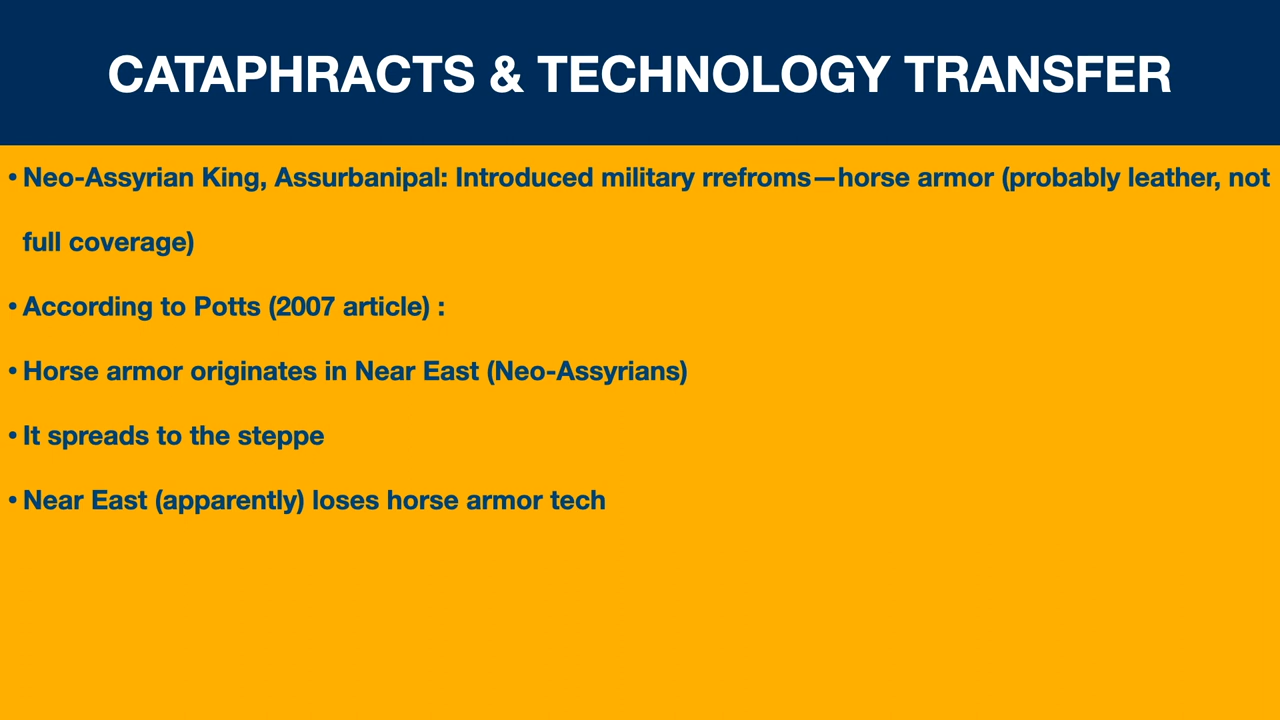 CATAPHRACTS & TECHNOLOGY TRANSFER
• Neo-Assyrian King, Assurbanipal: Introduced military rrefroms—horse armor (probably leather, not
full coverage)
• According to Potts (2007 article) :
• Horse armor originates in Near East (Neo-Assyrians)
• It spreads to the steppe
• Near East (apparently) loses horse armor tech